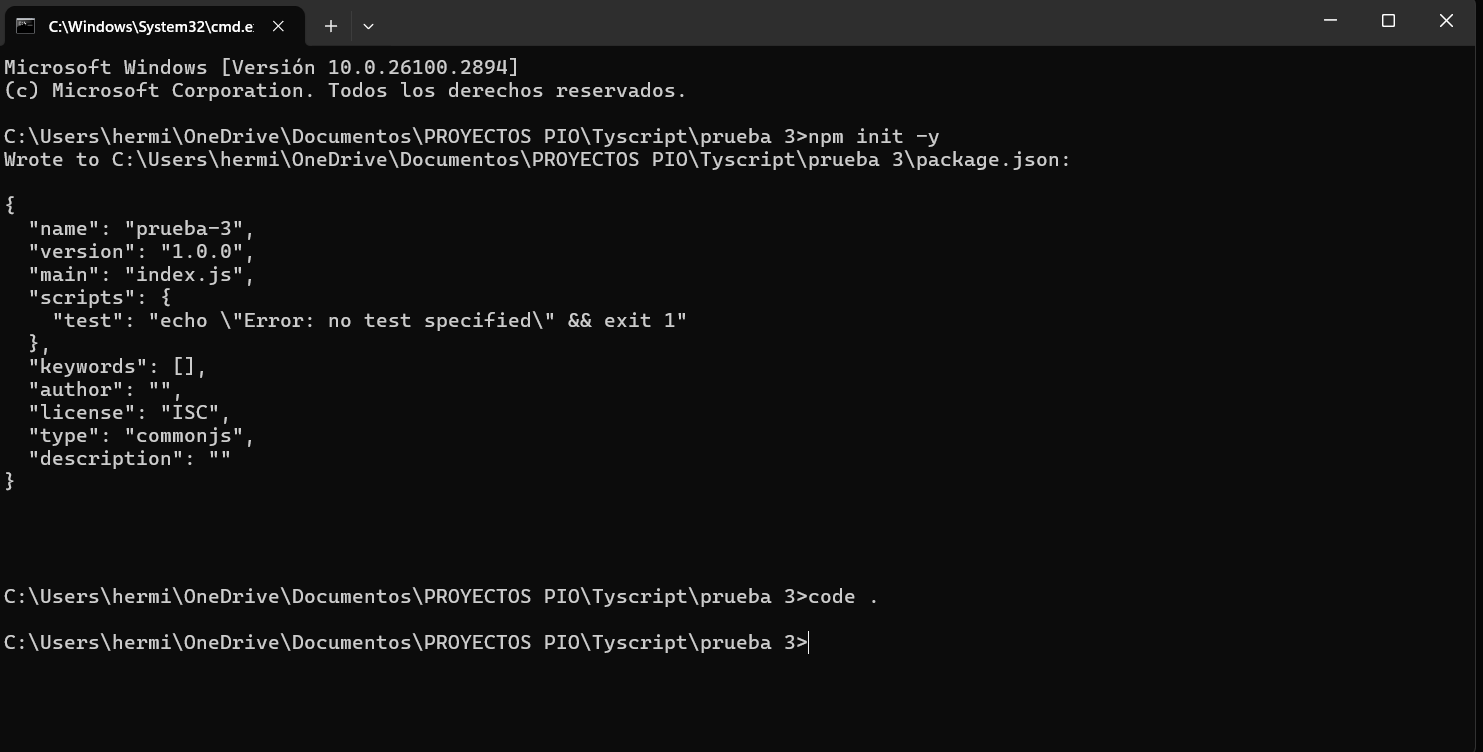 C:\Windows\System32\cmd.e
Microsoft Windows [Versión 10.0.26100.2894]
(c) Microsoft Corporation. Todos los derechos reservados.
C:\Users\hermi\OneDrive\Documentos\PROYECTOS PIO\Tyscript\prueba 3>npm init -y
Wrote to C:\Users\hermi\OneDrive\Documentos\PROYECTOS PIO\Tyscript\prueba 3\package.json:
{
  "name": "prueba-3",
  "version": "1.0.0",
  "main": "index.js",
  "scripts": {
    "test": "echo \"Error: no test specified\" && exit 1"
  },
  "keywords": [],
  "author": "",
  "license": "ISC",
  "type": "commonjs",
  "description": ""
}
C:\Users\hermi\OneDrive\Documentos\PROYECTOS PIO\Tyscript\prueba 3>code .
C:\Users\hermi\OneDrive\Documentos\PROYECTOS PIO\Tyscript\prueba 3>